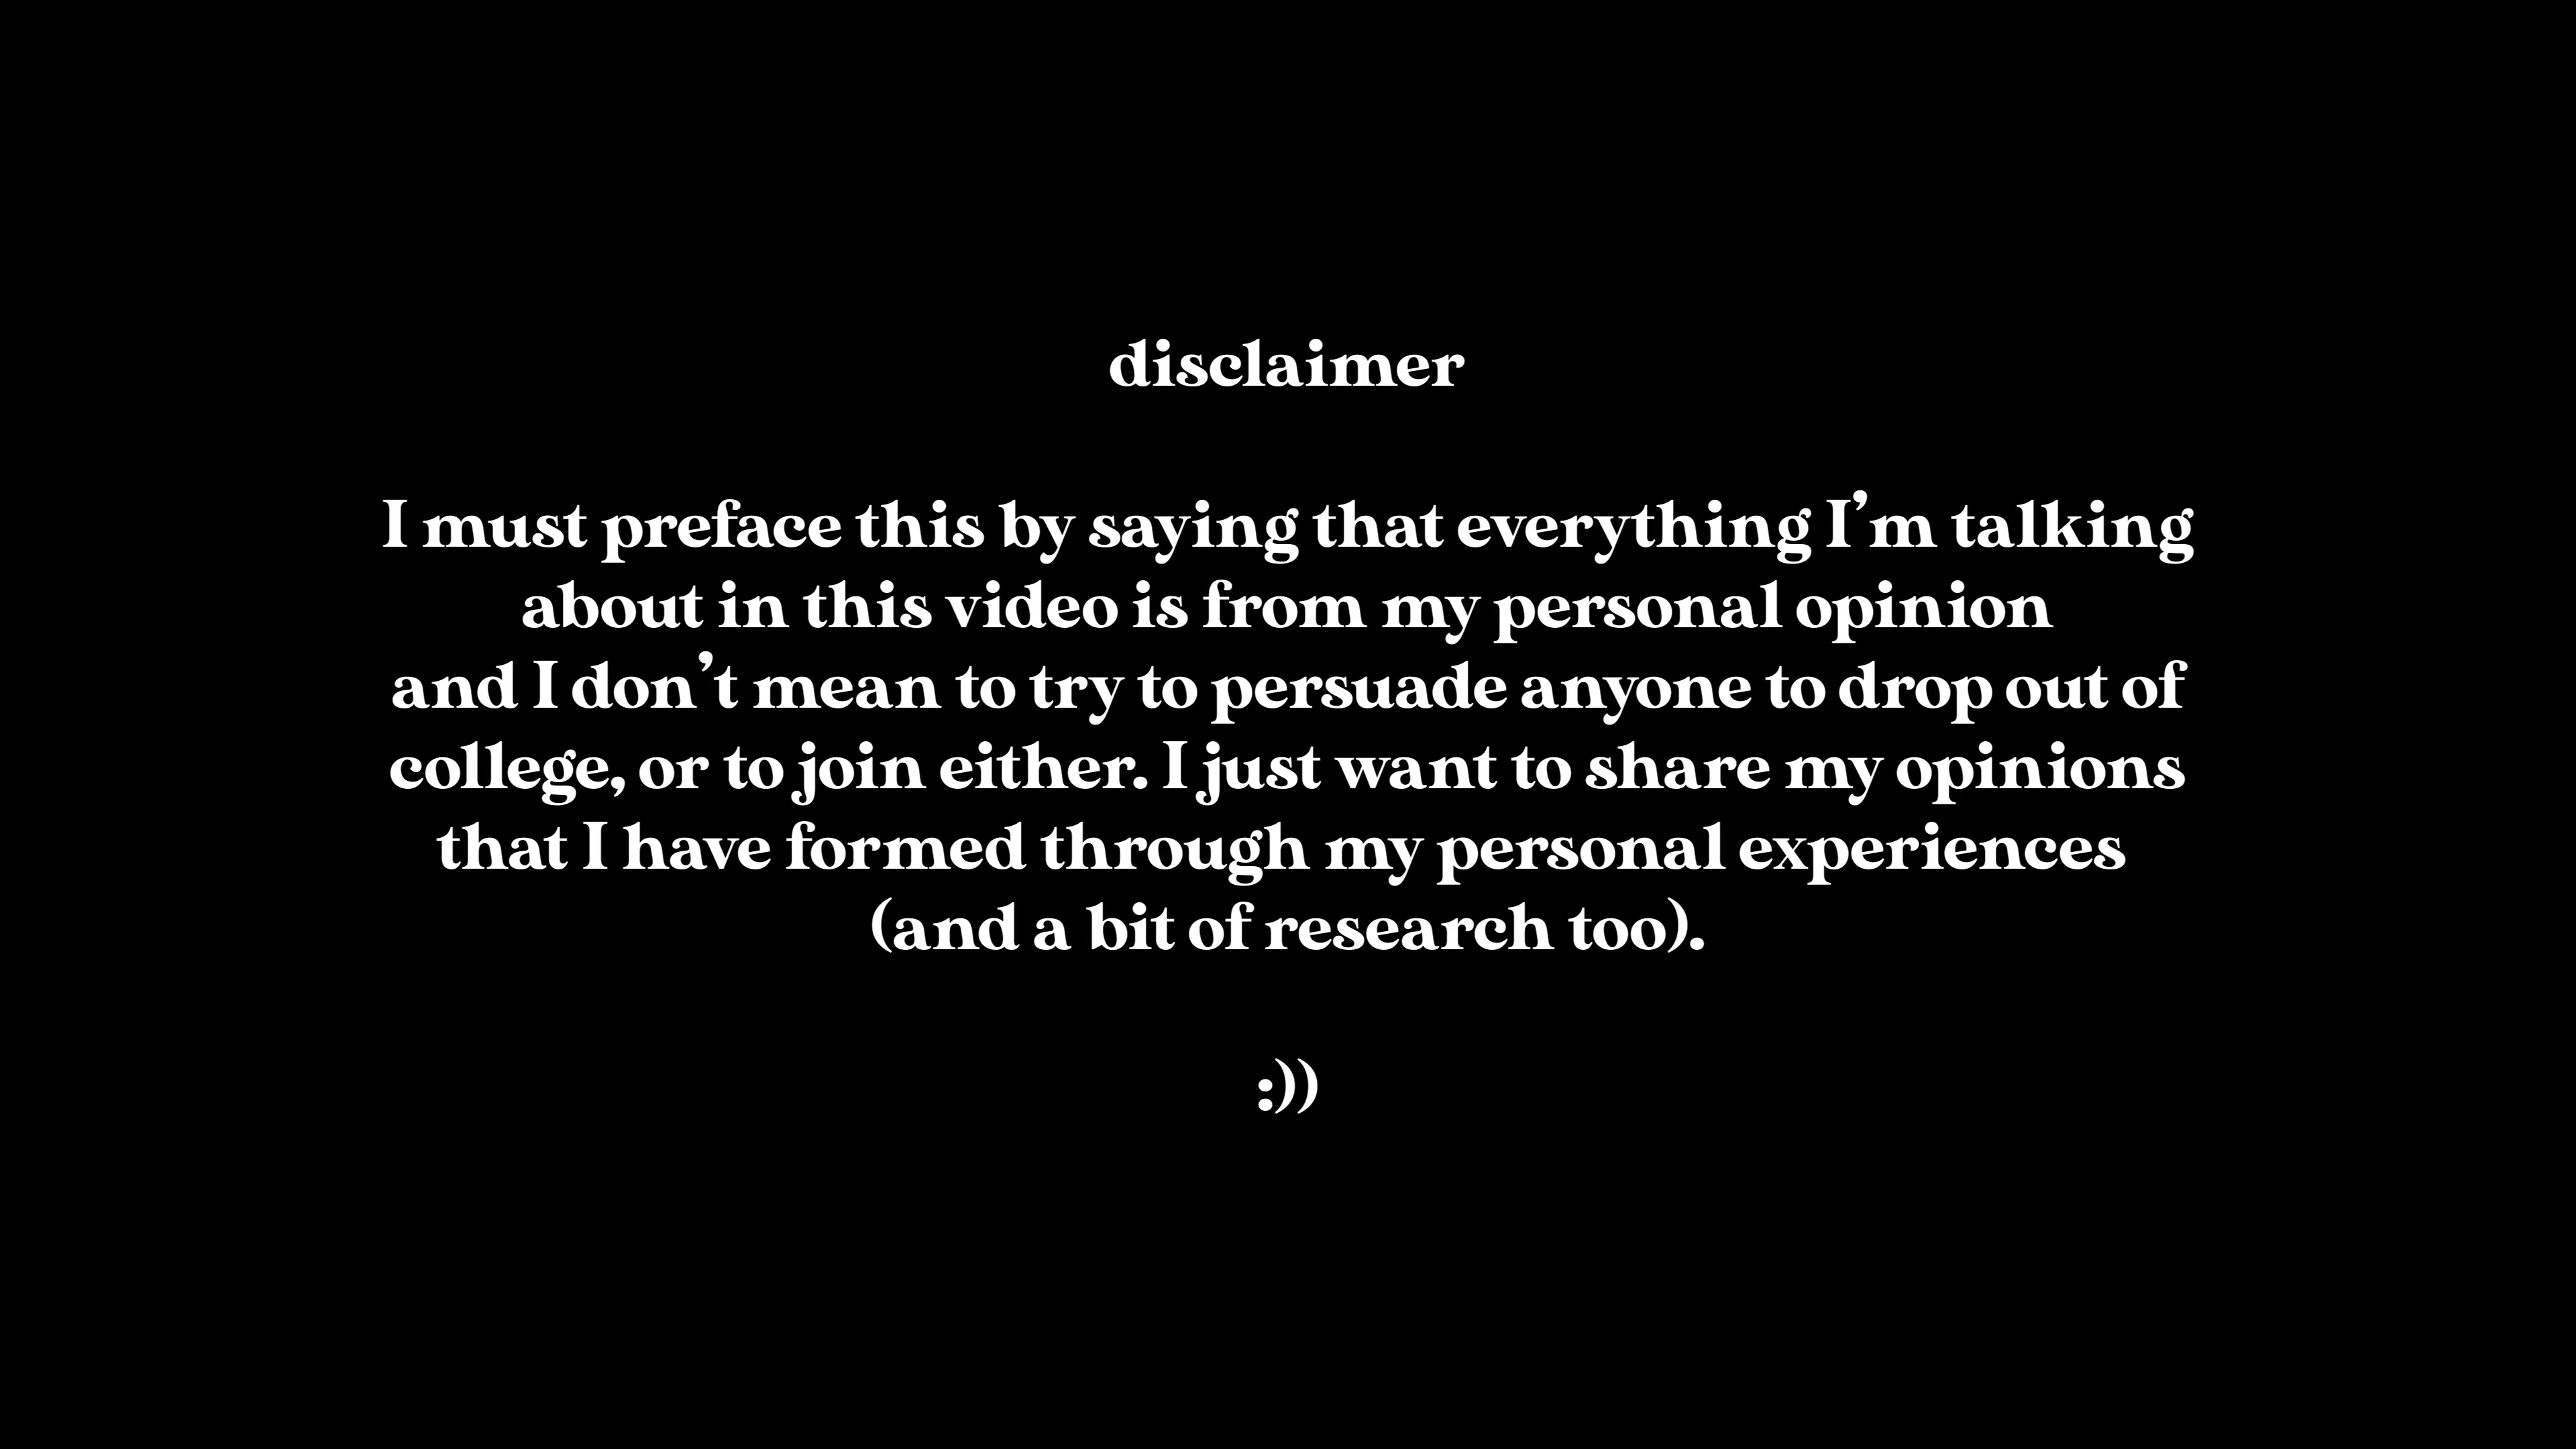 disclaimer
I must preface this by saying that everything I’m talking
about in this video is from my personal opinion
and I don’t mean to try to persuade anyone to drop out of
college, or to join either. I just want to share my opinions
that I have formed through my personal experiences
(and a bit of research too).
:))